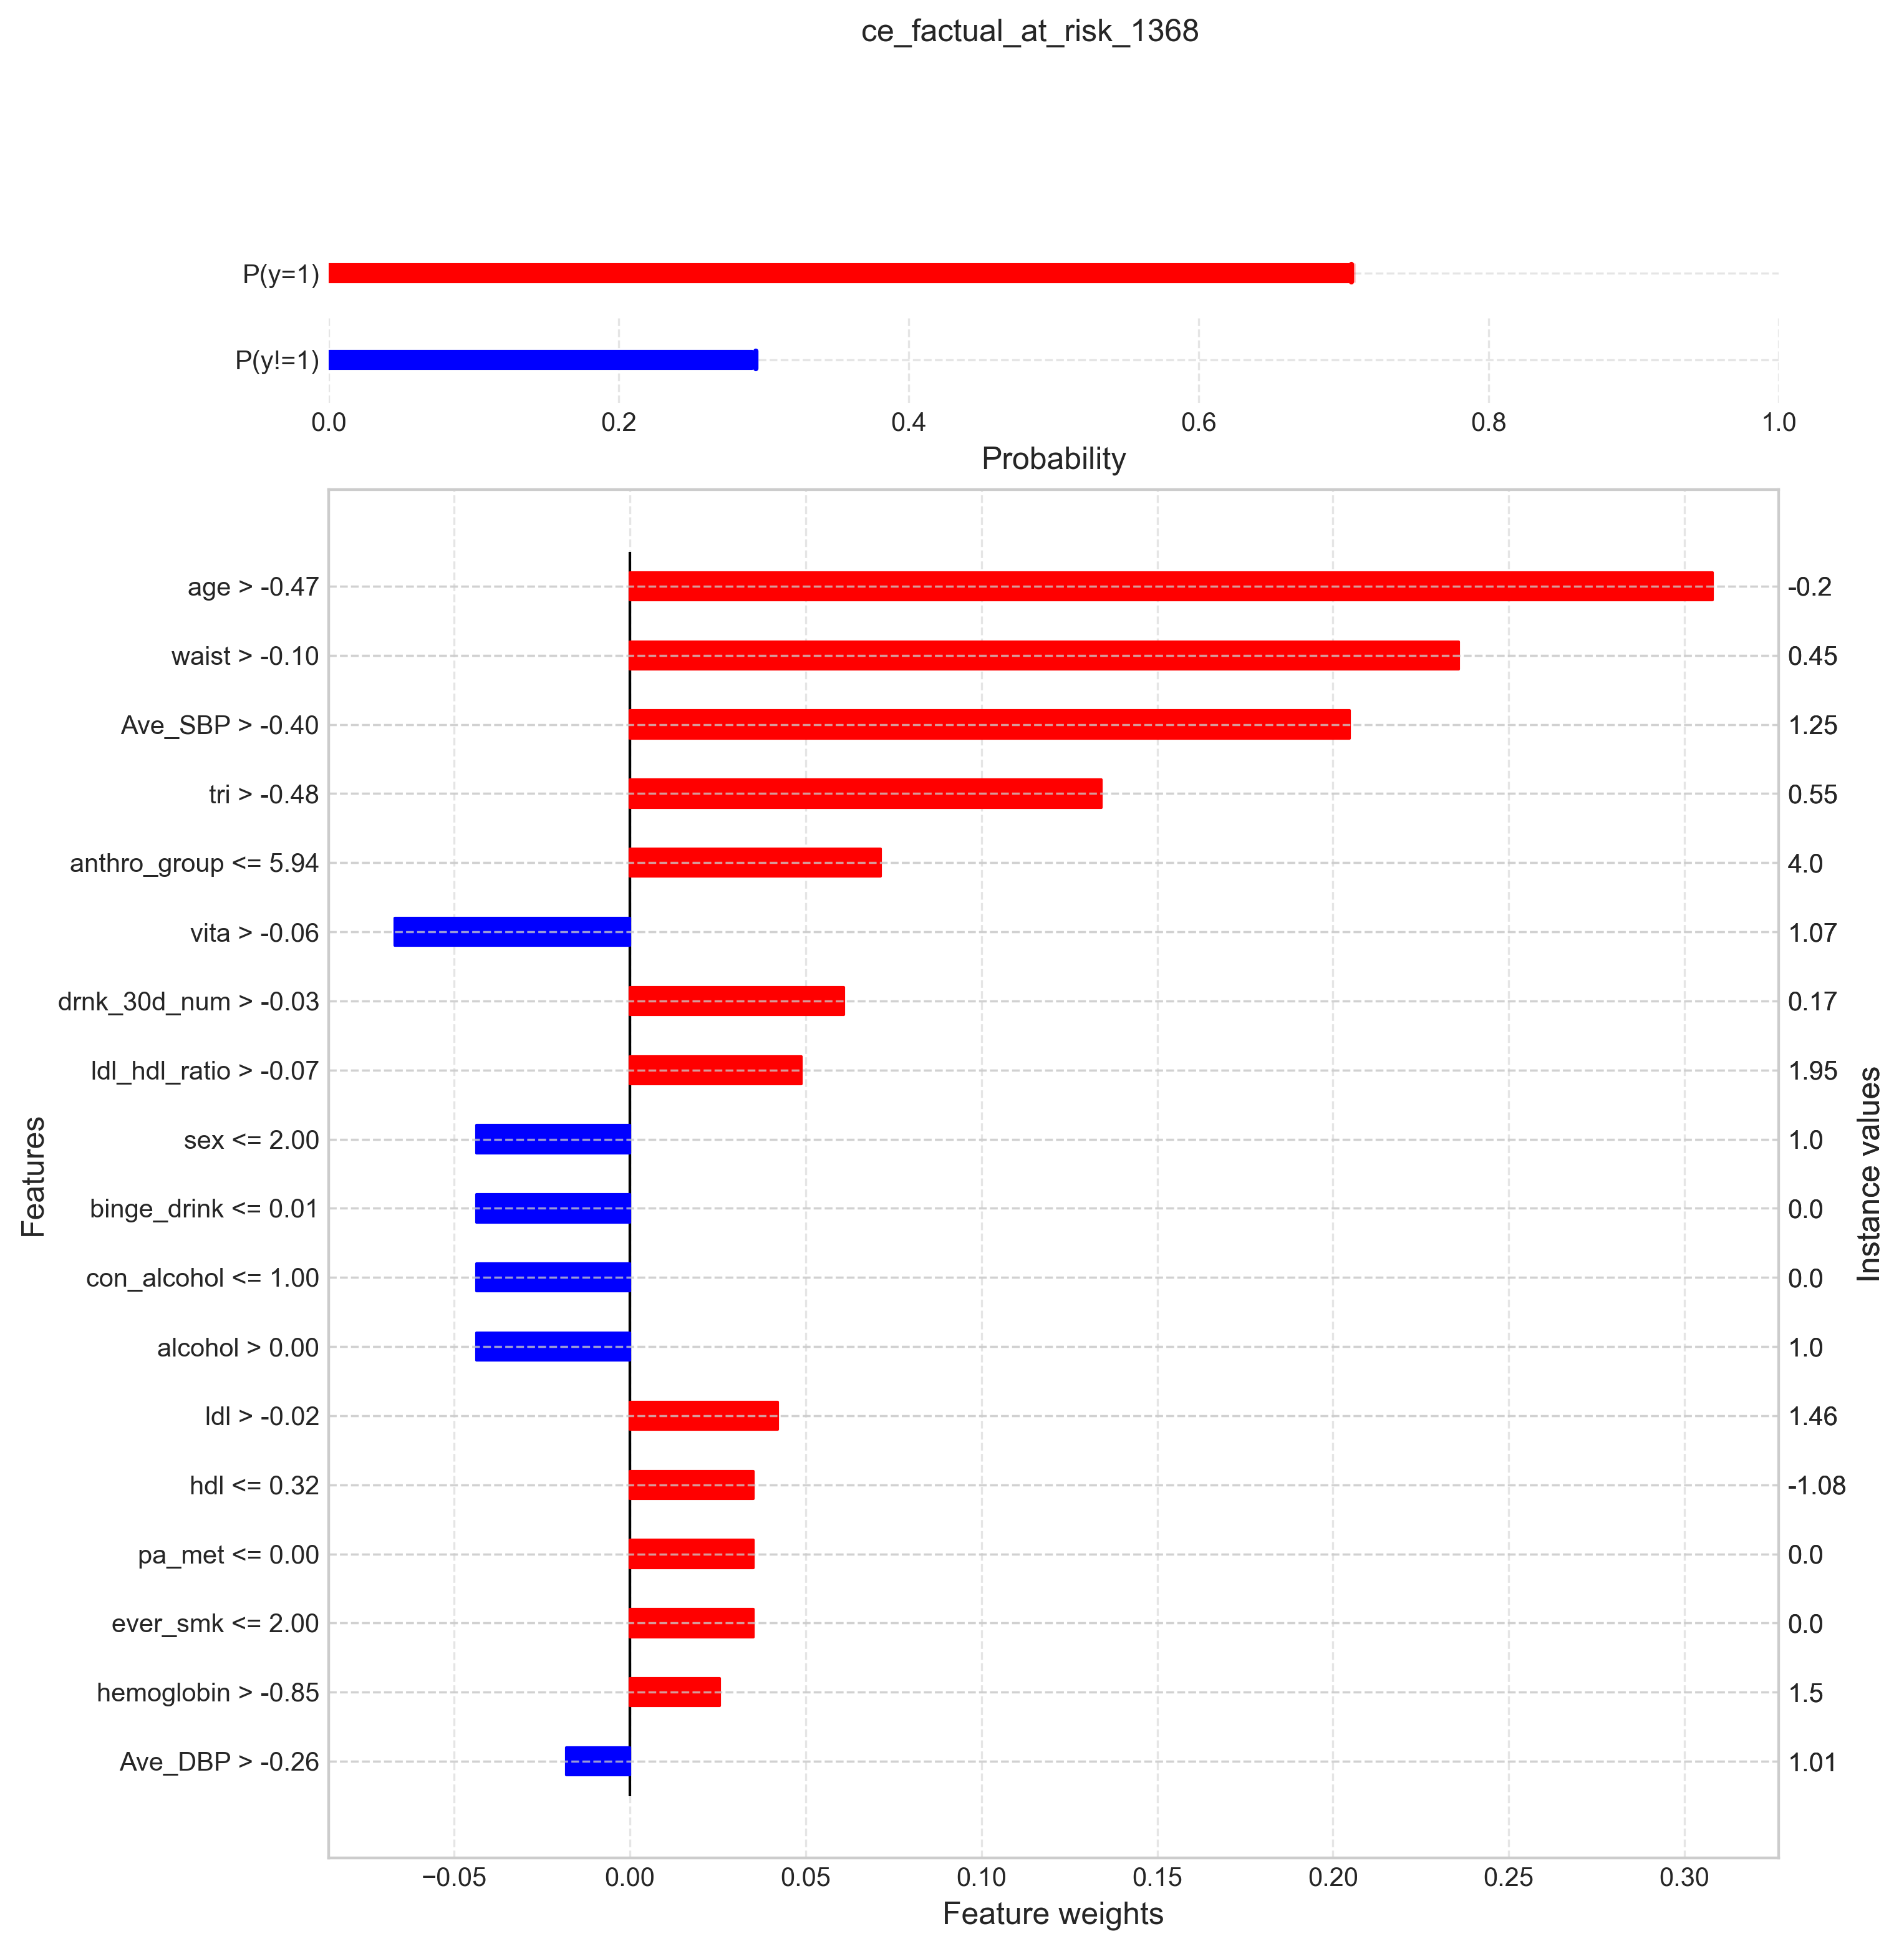 ce_factual_at_risk_1368
P(y=1)
P(y!=1)
0.0 0.2 0.4 0.6 0.8 1.0
Probability
age > -0.47 -0.2
waist > -0.10 0.45
Ave_SBP > -0.40 1.25
tri > -0.48 0.55
anthro_group <= 5.94 4.0
vita > -0.06 1.07
drnk_30d_num > -0.03 0.17
ldl_hdl_ratio > -0.07 1.95
sex <= 2.00 1.0
binge_drink <= 0.01 0.0
con_alcohol <= 1.00 0.0
alcohol > 0.00 1.0
ldl > -0.02 1.46
hdl <= 0.32 -1.08
pa_met <= 0.00 0.0
ever_smk <= 2.00 0.0
hemoglobin > -0.85 1.5
Ave_DBP > -0.26 1.01
Features
Instance values
−0.05 0.00 0.05 0.10 0.15 0.20 0.25 0.30
Feature weights